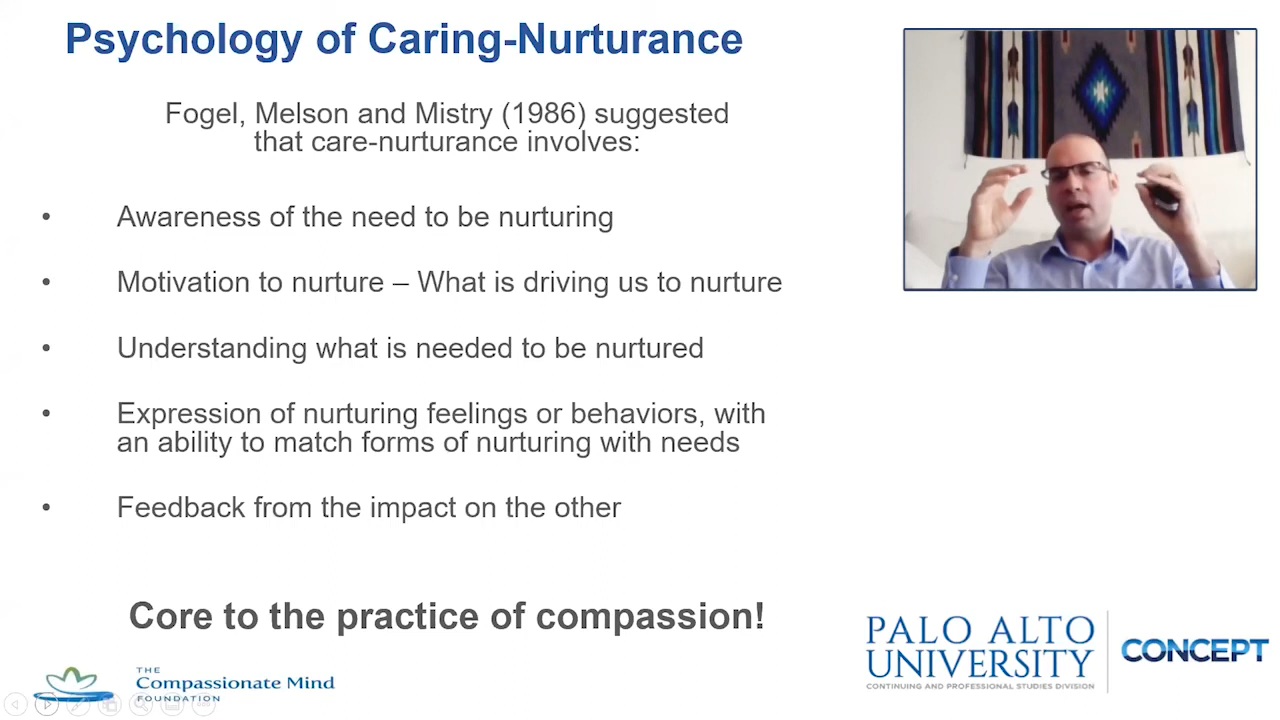 Psychology of Caring-Nurturance
Fogel, Melson and Mistry (1986) suggested
that care-nurturance involves:
• Awareness of the need to be nurturing
• Motivation to nurture – What is driving us to nurture
• Understanding what is needed to be nurtured
• Expression of nurturing feelings or behaviors, with
an ability to match forms of nurturing with needs
• Feedback from the impact on the other
Core to the practice of compassion!
THE
Compassionate Mind
FOUNDATION
PALO ALTO
UNIVERSITY
CONTINUING AND PROFESSIONAL STUDIES DIVISION
CONCEPT